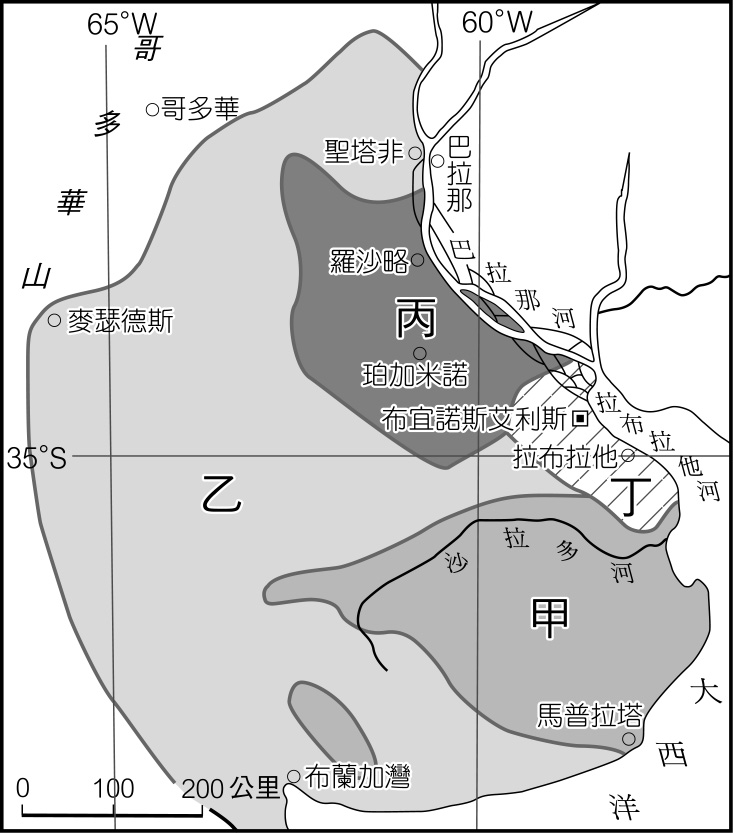 65°W
60°W
哥多華山
哥多華
聖塔非
巴拉那
巴拉那河
羅沙略
丙
麥瑟德斯
珀加米諾
布宜諾斯艾利斯
拉布拉他河
35°S
拉布拉他
乙
丁
沙拉多河
甲
大西洋
馬普拉塔
布蘭加灣
0 100 200 公里